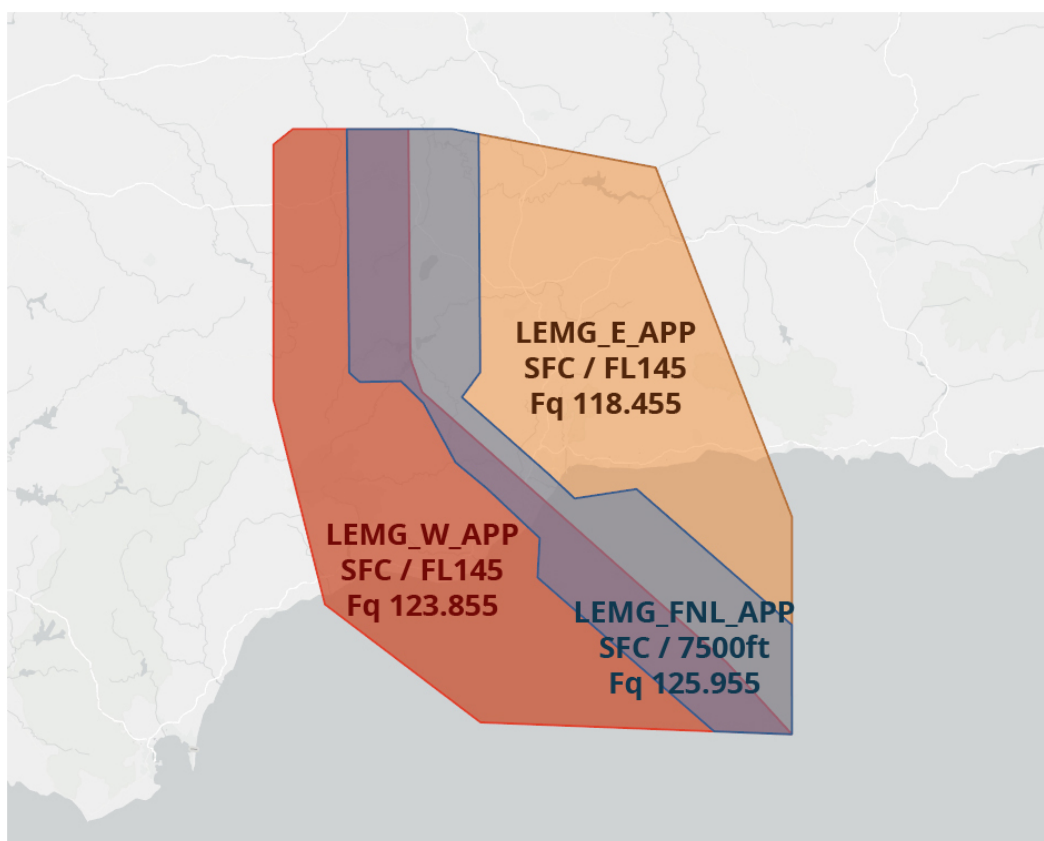 LEMG_E_APP
SFC / FL145
Fq 118.455
LEMG_W_APP
SFC / FL145
Fq 123.855
LEMG_FNL_APP
SFC / 7500ft
Fq 125.955